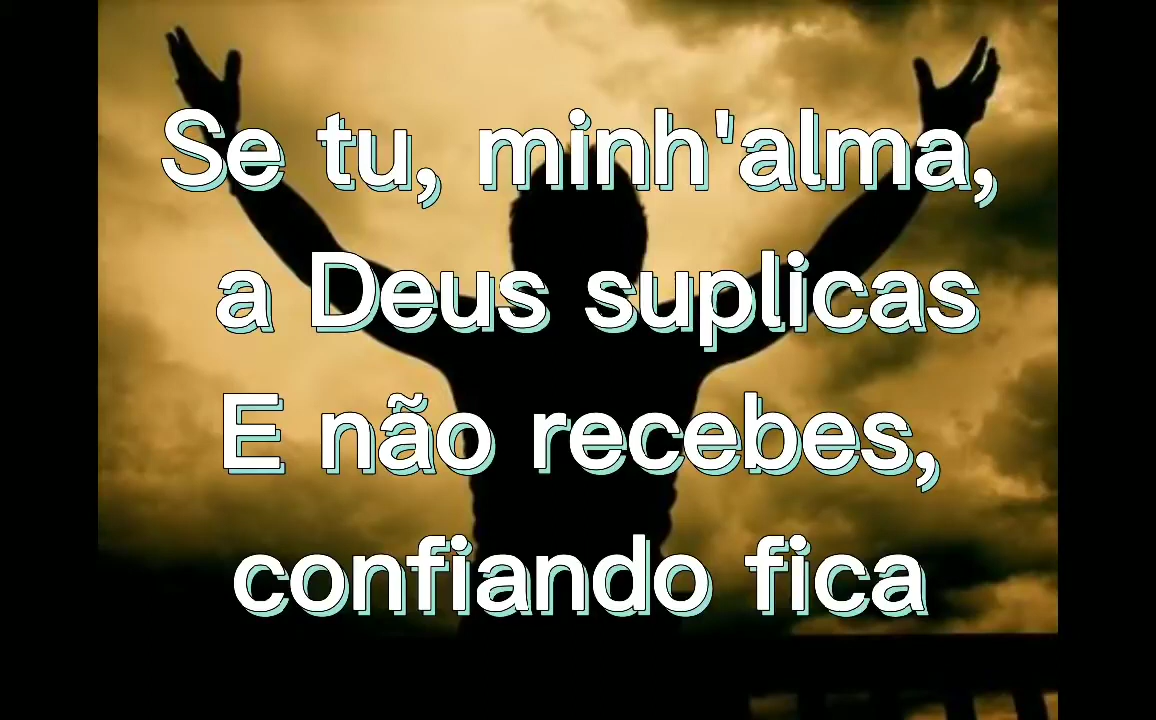 Se tu, minh'alma,
a Deus suplicas
E não recebes,
confiando fica